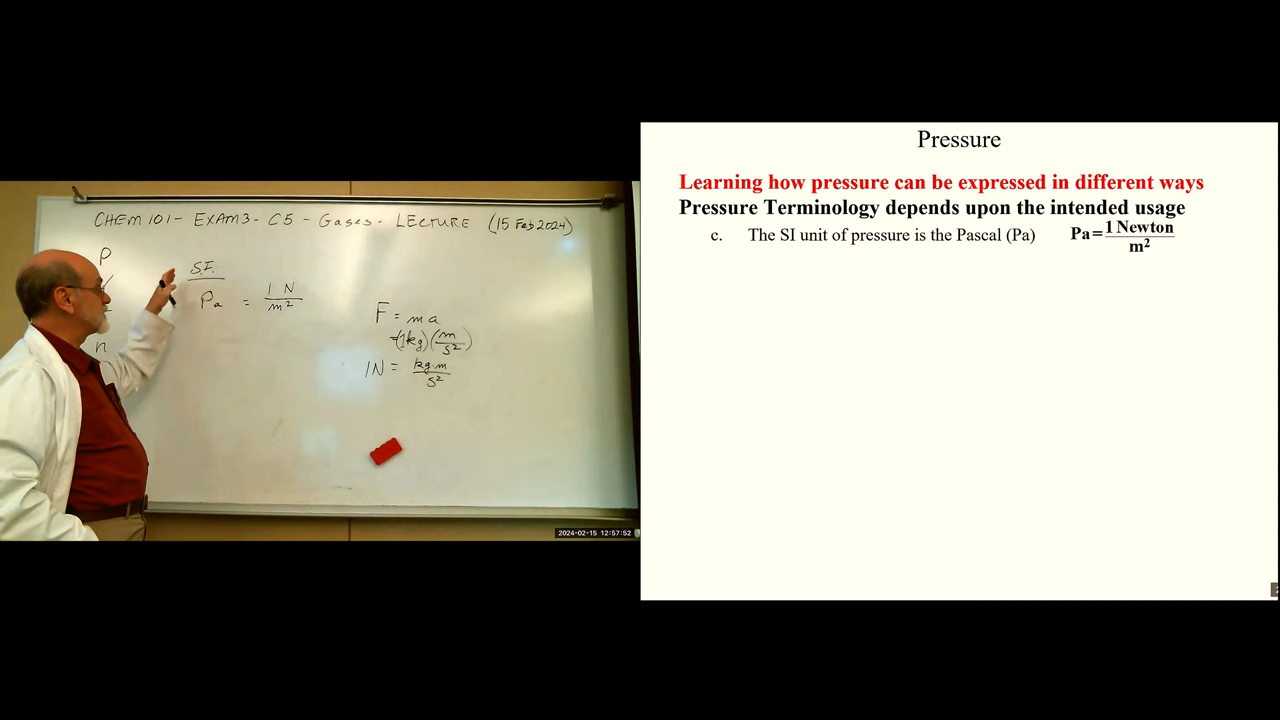 CHEM 101 - EXAM 3 - C5 - Gases - LECTURE (15 Feb 2024)
P
n
S.I.
Pa = 1 N / m²
F = m a
= (1 kg) (m / s²)
1N = kg m / s²
2024-02-15 12:57:52
Pressure
Learning how pressure can be expressed in different ways
Pressure Terminology depends upon the intended usage
c. The SI unit of pressure is the Pascal (Pa) Pa = 1 Newton / m²